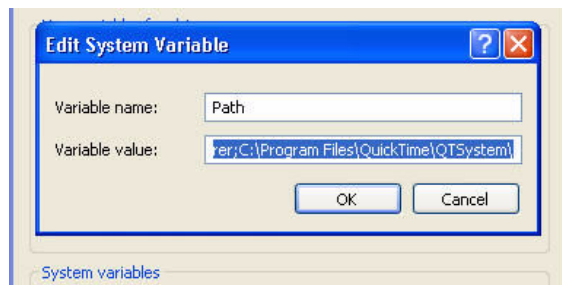 Edit System Variable
Variable name: Path
Variable value: rer;C:\Program Files\QuickTime\QTSystem\
OK Cancel
System variables